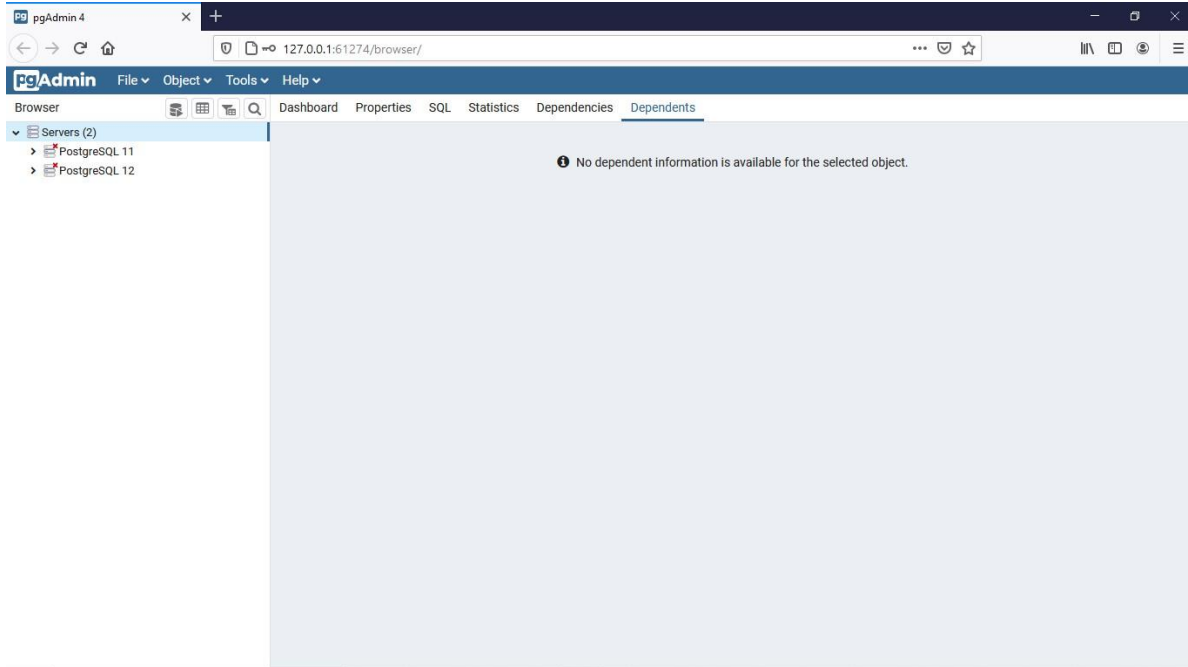 pgAdmin 4
127.0.0.1:61274/browser/
pgAdmin File Object Tools Help
Browser Dashboard Properties SQL Statistics Dependencies Dependents
Servers (2)
PostgreSQL 11
PostgreSQL 12
No dependent information is available for the selected object.